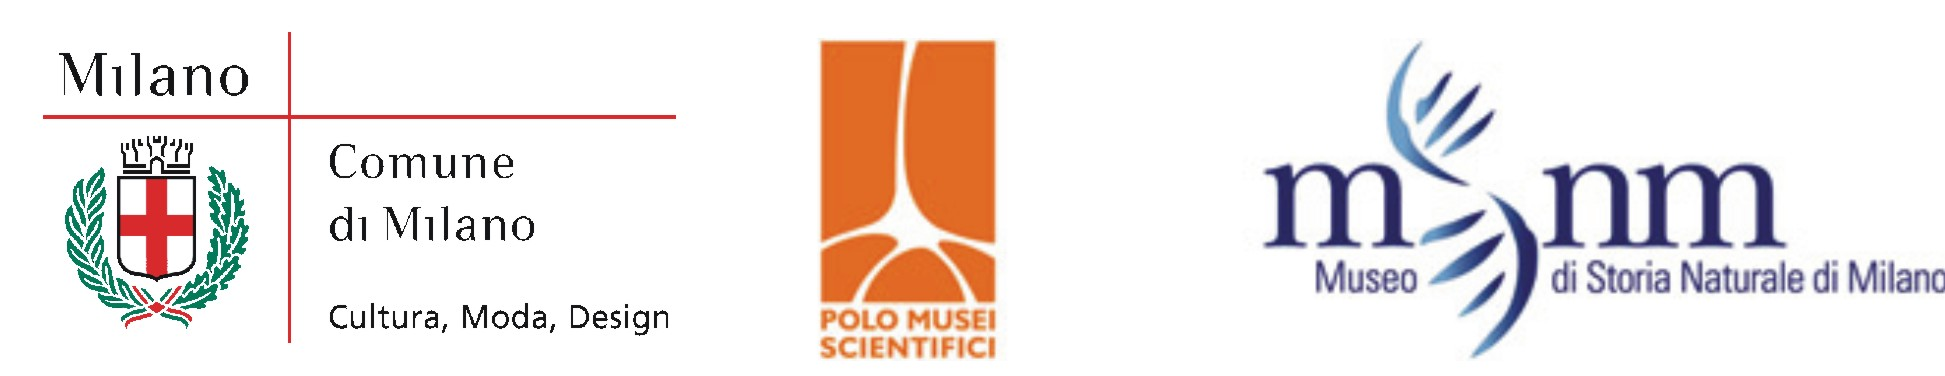 Milano
Comune
di Milano
Cultura, Moda, Design
POLO MUSEI
SCIENTIFICI
msnm
Museo di Storia Naturale di Milano